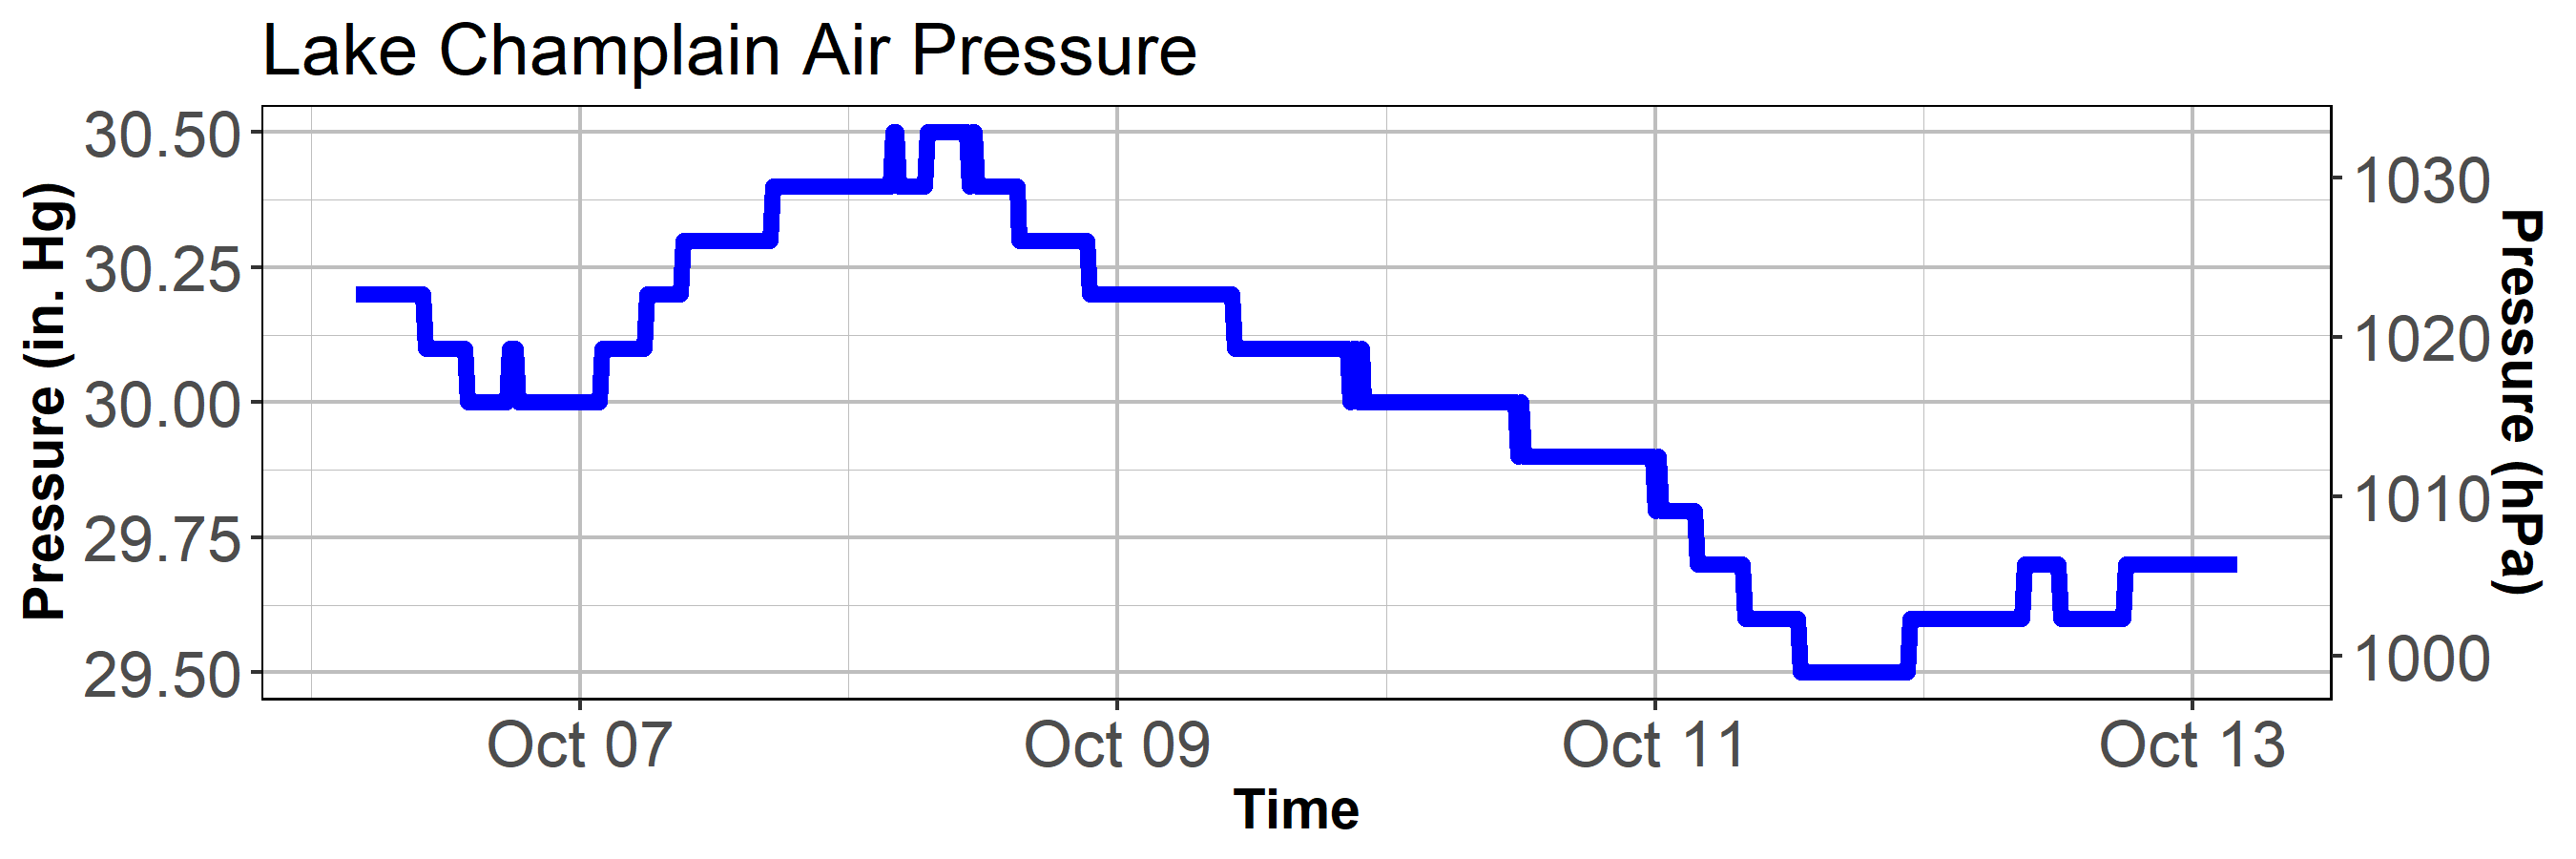 Lake Champlain Air Pressure
Pressure (in. Hg)
30.50
30.25
30.00
29.75
29.50
1030
1020
1010
1000
Pressure (hPa)
Oct 07
Oct 09
Oct 11
Oct 13
Time